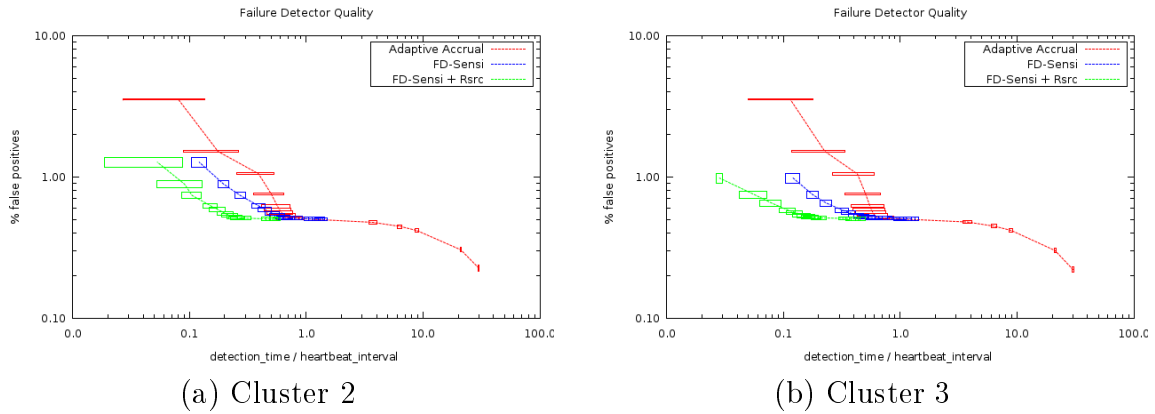 Failure Detector Quality
10.00
1.00
0.10
% false positives
Adaptive Accrual
FD-Sensi
FD-Sensi + Rsrc
0.0
0.1
1.0
10.0
100.0
detection_time / heartbeat_interval
(a) Cluster 2
Failure Detector Quality
10.00
1.00
0.10
% false positives
Adaptive Accrual
FD-Sensi
FD-Sensi + Rsrc
0.0
0.1
1.0
10.0
100.0
detection_time / heartbeat_interval
(b) Cluster 3